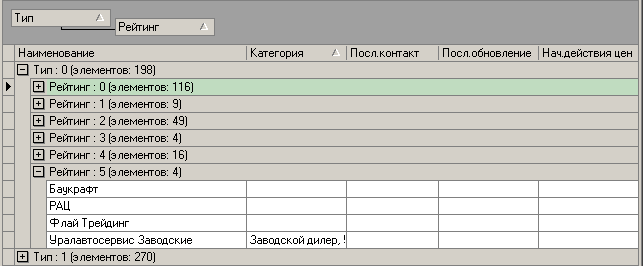 Тип
Рейтинг
Наименование Категория Посл.контакт Посл.обновление Нач.действия цен
Тип : 0 (элементов: 198)
Рейтинг : 0 (элементов: 116)
Рейтинг : 1 (элементов: 9)
Рейтинг : 2 (элементов: 49)
Рейтинг : 3 (элементов: 4)
Рейтинг : 4 (элементов: 16)
Рейтинг : 5 (элементов: 4)
Баукрафт
РАЦ
Флай Трейдинг
Уралавтосервис Заводские Заводской дилер,
Тип : 1 (элементов: 270)